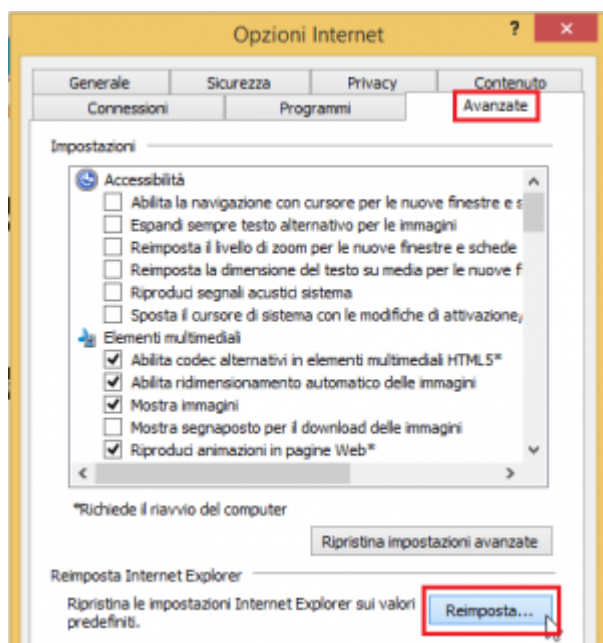 Opzioni Internet ? ×
Generale Sicurezza Privacy Contenuto
Connessioni Programmi Avanzate
Impostazioni
Accessibilità
Abilita la navigazione con cursore per le nuove finestre e s
Espandi sempre testo alternativo per le immagini
Reimposta il livello di zoom per le nuove finestre e schede
Reimposta la dimensione del testo su media per le nuove f
Riproduci segnali acustici sistema
Sposta il cursore di sistema con le modifiche di attivazione/
Elementi multimediali
Abilita codec alternativi in elementi multimediali HTML5*
Abilita ridimensionamento automatico delle immagini
Mostra immagini
Mostra segnaposto per il download delle immagini
Riproduci animazioni in pagine Web*
*Richiede il riavvio del computer
Ripristina impostazioni avanzate
Reimposta Internet Explorer
Ripristina le impostazioni Internet Explorer sui valori
predefiniti.
Reimposta...